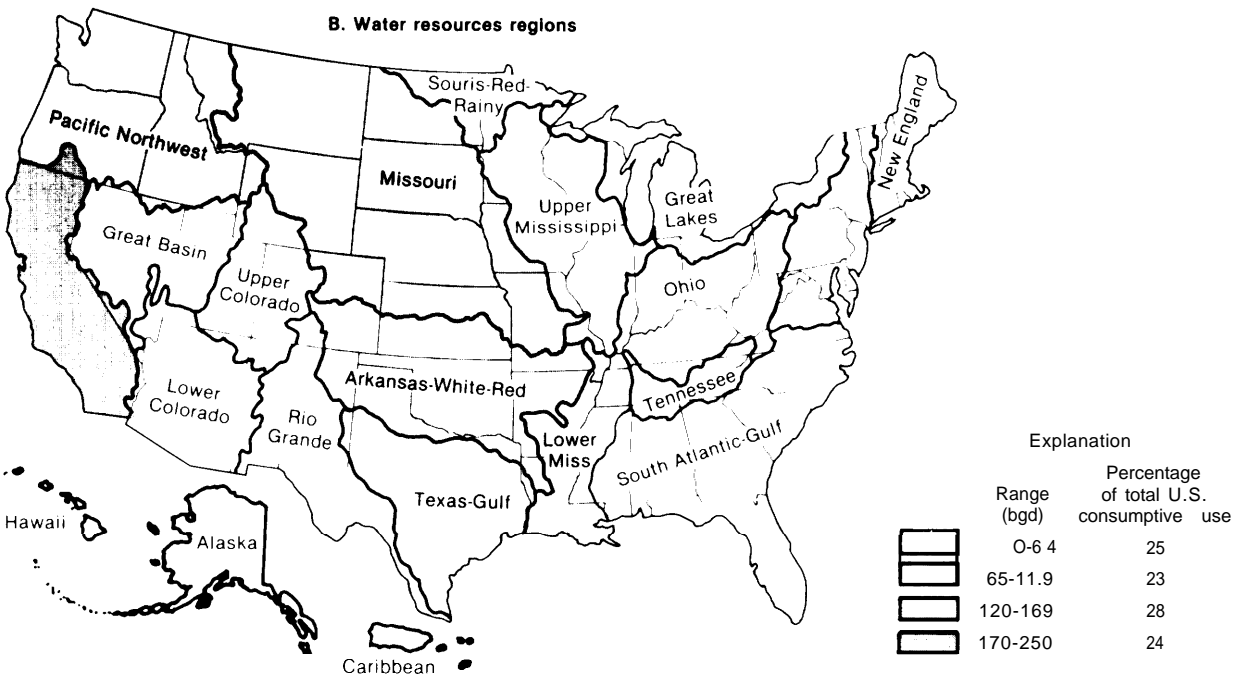 B. Water resources regions
Souris-Red-
Rainy
New England
Pacific Northwest
Missouri
Great
Lakes
Upper
Mississippi
Great Basin
Upper
Colorado
Ohio
Arkansas-White-Red
Tennessee
Lower
Colorado
Rio
Grande
Lower
Miss
South Atlantic-Gulf
Texas-Gulf
Hawaii
Alaska
Caribbean
Explanation
Range
(bgd)
Percentage
of total U.S.
consumptive use
O-6 4 25
65-11.9 23
120-169 28
170-250 24